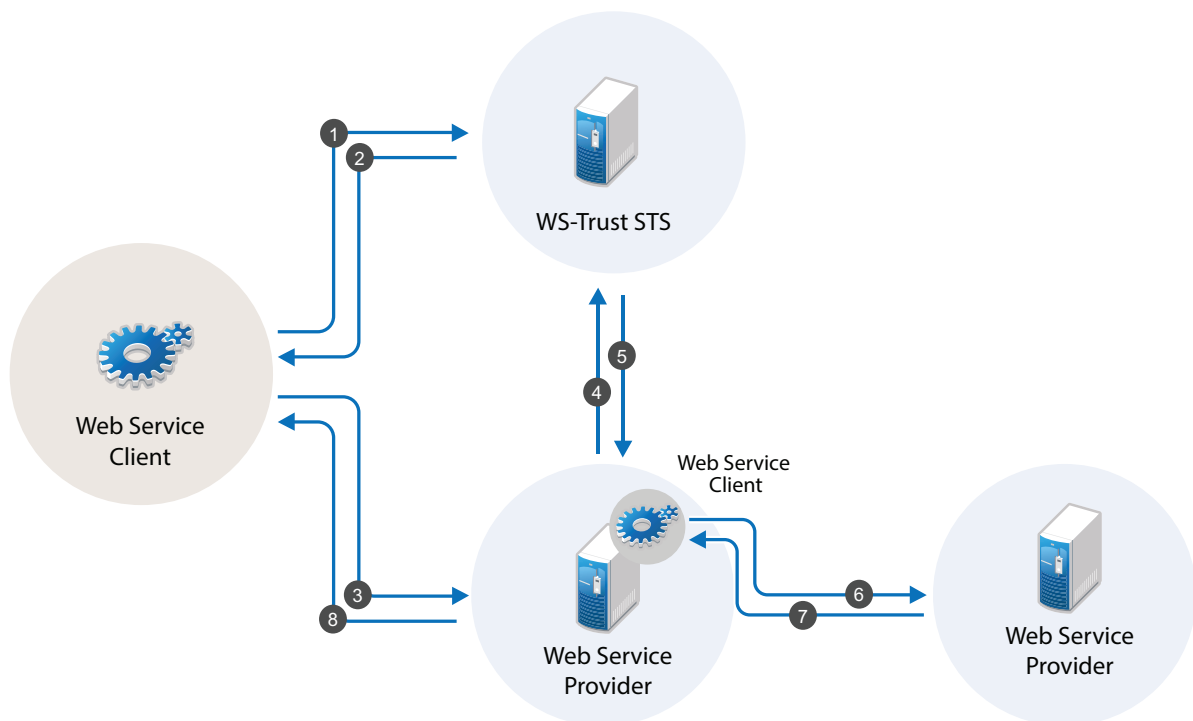 1
2
WS-Trust STS
Web Service
Client
5
4
Web Service
Client
3
8
6
7
Web Service
Provider
Web Service
Provider